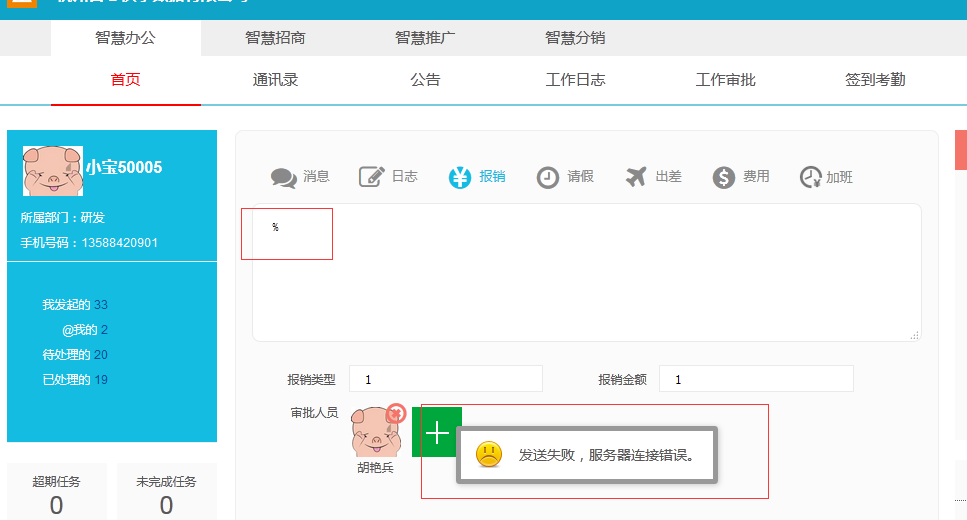 智慧办公 智慧招商 智慧推广 智慧分销
首页 通讯录 公告 工作日志 工作审批 签到考勤
小宝50005
所属部门：研发
手机号码：13588420901
我发起的 33
@我的 2
待处理的 20
已处理的 19
超期任务 未完成任务
0 0
消息 日志 报销 请假 出差 费用 加班
%
报销类型 1 报销金额 1
审批人员
胡艳兵
发送失败，服务器连接错误。